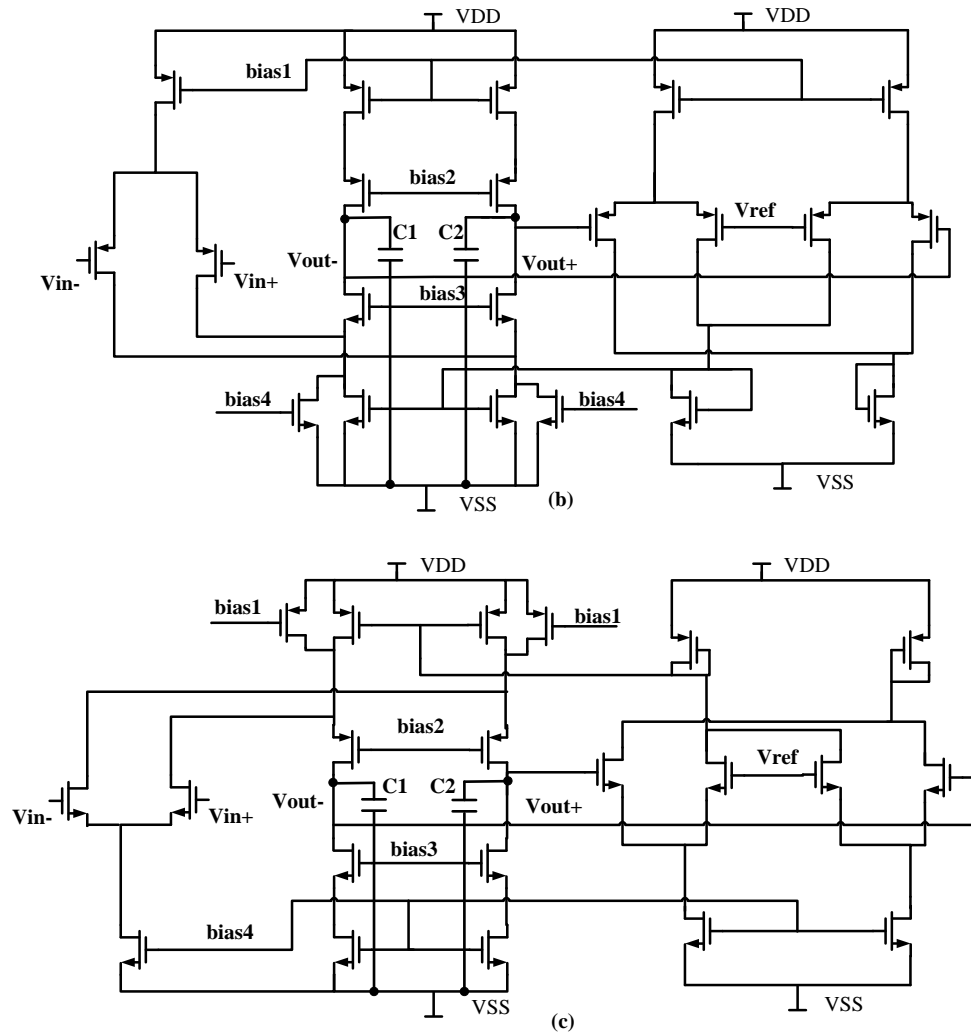 VDD
VDD
bias1
bias2
Vref
C1
C2
Vout-
Vout+
Vin-
Vin+
bias3
bias4
bias4
VSS
VSS
(b)
VDD
VDD
bias1
bias1
bias2
Vref
C1
C2
Vout-
Vout+
Vin-
Vin+
bias3
bias4
VSS
VSS
(c)